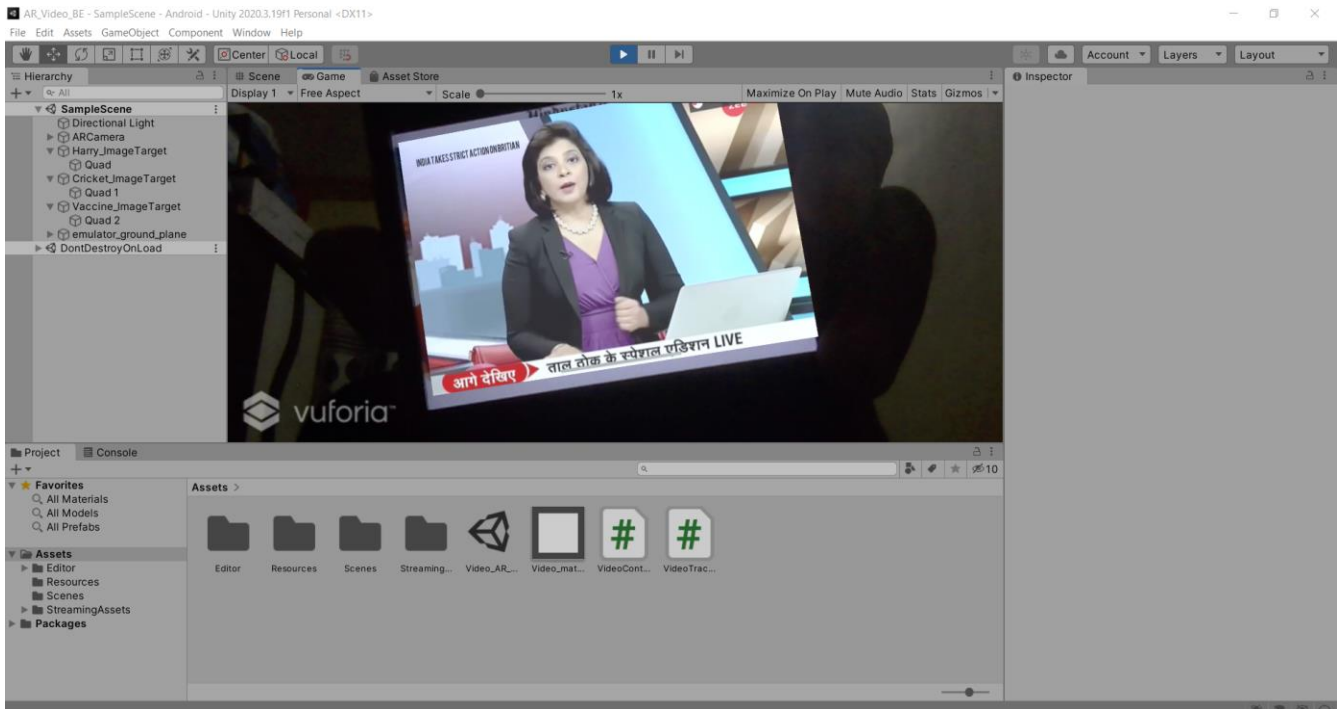 AR_Video_BE - SampleScene - Android - Unity 2020.3.19f1 Personal <DX11>
File Edit Assets GameObject Component Window Help
Center Local
Account Layers Layout
Hierarchy
All
SampleScene
Directional Light
ARCamera
Harry_ImageTarget
Quad
Cricket_ImageTarget
Quad 1
Vaccine_ImageTarget
Quad 2
emulator_ground_plane
DontDestroyOnLoad
Scene Game Asset Store
Display 1 Free Aspect Scale 1x Maximize On Play Mute Audio Stats Gizmos
INDIA TAKES STRICT ACTION ON BRITIAN
आगे देखिए
ताल ठोक के स्पेशल एडिशन LIVE
vuforia
Inspector
Project Console
10
Favorites
All Materials
All Models
All Prefabs
Assets
Editor
Resources
Scenes
StreamingAssets
Packages
Assets >
Editor Resources Scenes Streaming... Video_AR_... Video_mat... VideoCont... VideoTrac...